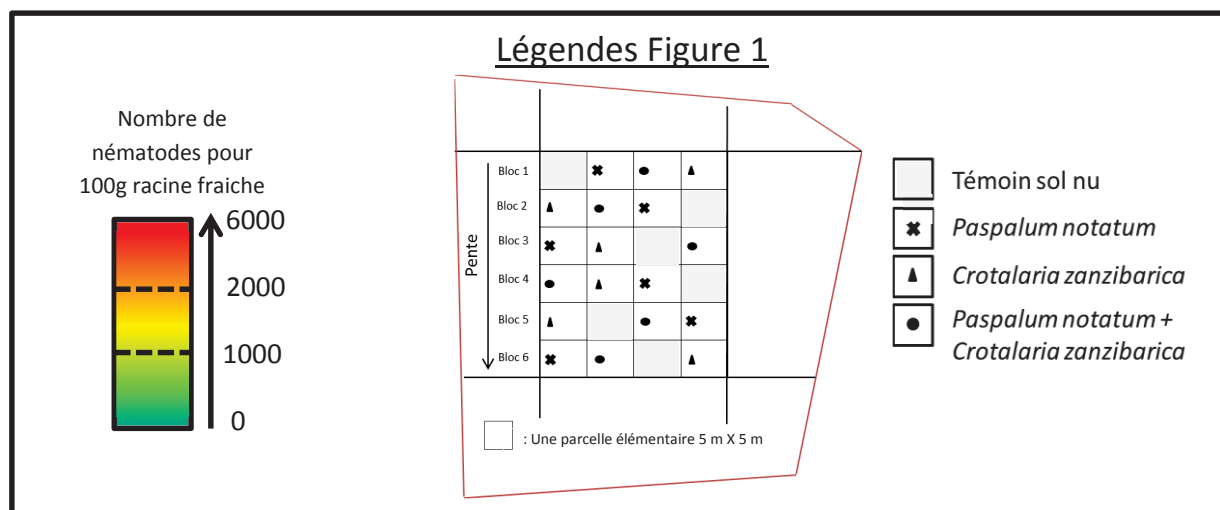 Légendes Figure 1
Nombre de
nématodes pour
100g racine fraiche
6000
2000
1000
0
Pente
Bloc 1
Bloc 2
Bloc 3
Bloc 4
Bloc 5
Bloc 6
: Une parcelle élémentaire 5 m X 5 m
Témoin sol nu
Paspalum notatum
Crotalaria zanzibarica
Paspalum notatum +
Crotalaria zanzibarica